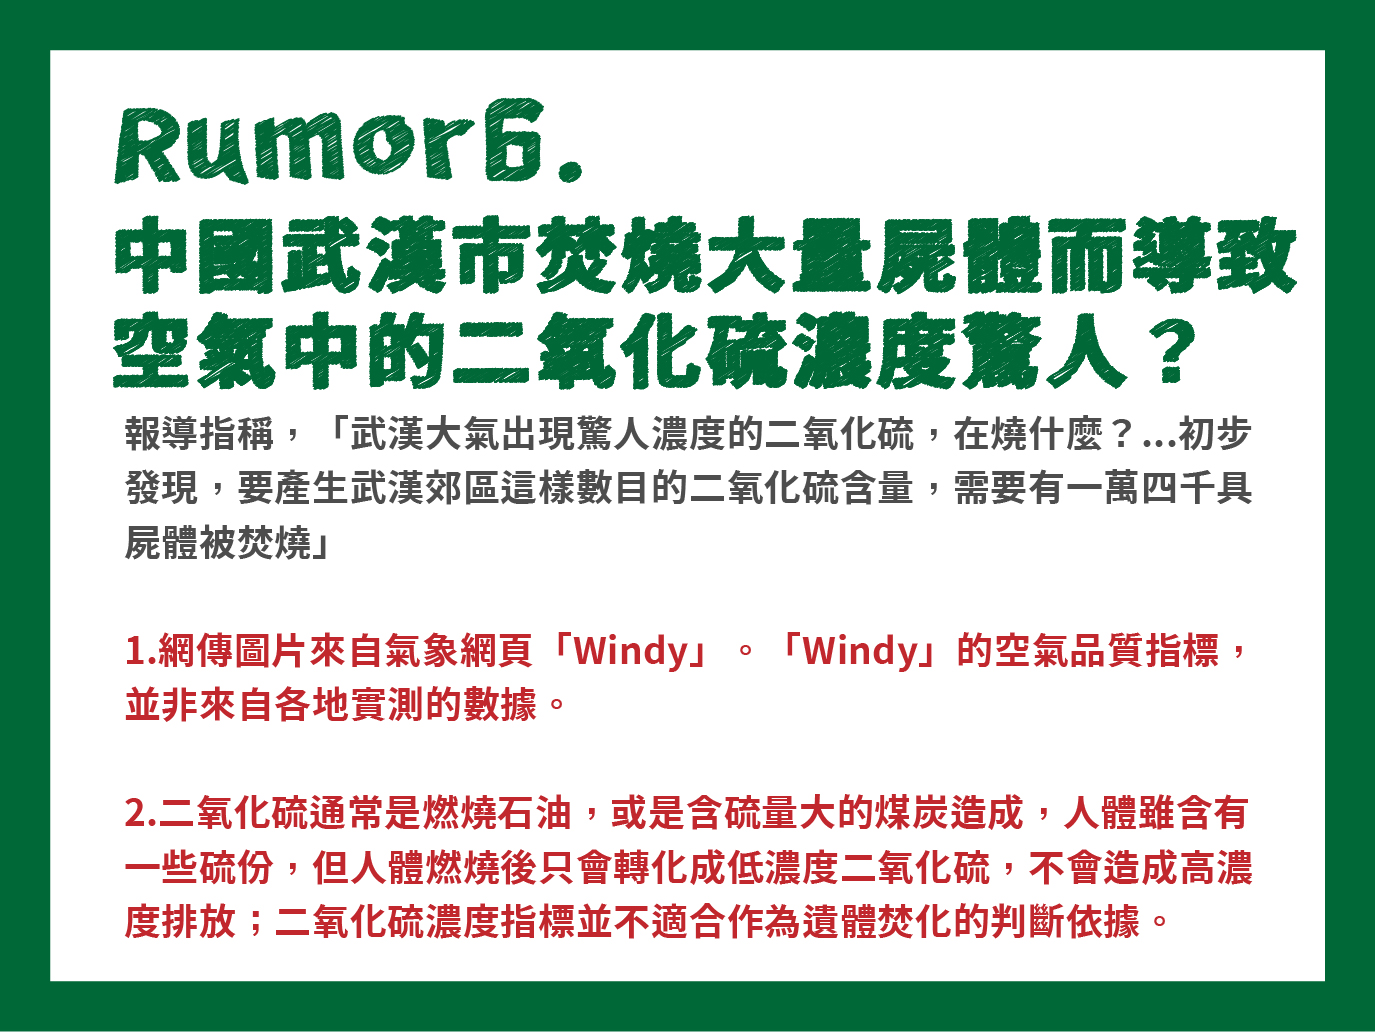 Rumor6.
中國武漢市焚燒大量屍體而導致
空氣中的二氧化硫濃度驚人？
報導指稱，「武漢大氣出現驚人濃度的二氧化硫，在燒什麼？...初步
發現，要產生武漢郊區這樣數目的二氧化硫含量，需要有一萬四千具
屍體被焚燒」
1.網傳圖片來自氣象網頁「Windy」。「Windy」的空氣品質指標，
並非來自各地實測的數據。
2.二氧化硫通常是燃燒石油，或是含硫量大的煤炭造成，人體雖含有
一些硫份，但人體燃燒後只會轉化成低濃度二氧化硫，不會造成高濃
度排放；二氧化硫濃度指標並不適合作為遺體焚化的判斷依據。